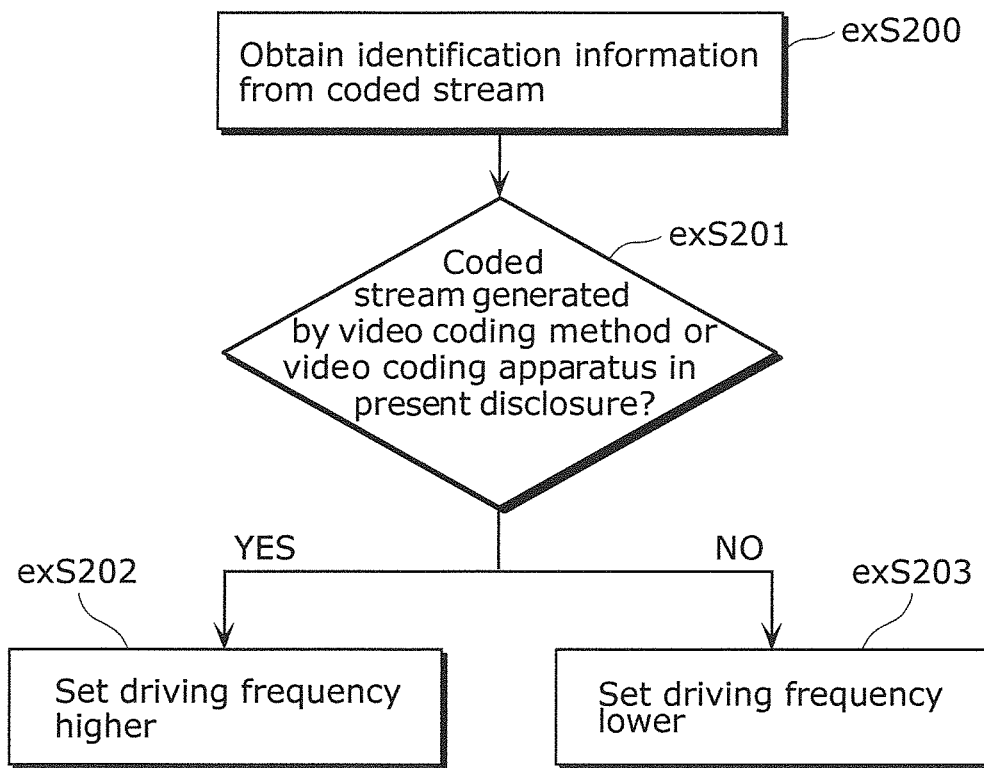 exS200
Obtain identification information
from coded stream
exS201
Coded
stream generated
by video coding method or
video coding apparatus in
present disclosure?
YES
NO
exS202
exS203
Set driving frequency
higher
Set driving frequency
lower